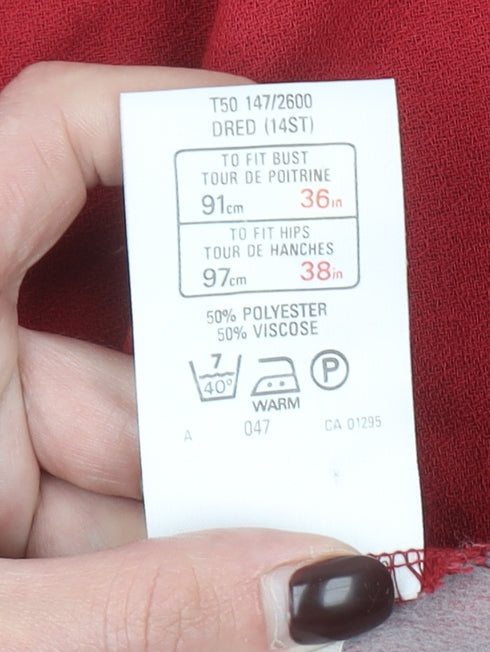 T50 147/2600
DRED (14ST)
TO FIT BUST
TOUR DE POITRINE
91cm 36in
TO FIT HIPS
TOUR DE HANCHES
97cm 38in
50% POLYESTER
50% VISCOSE
7
40° P
WARM
A 047 CA 01295